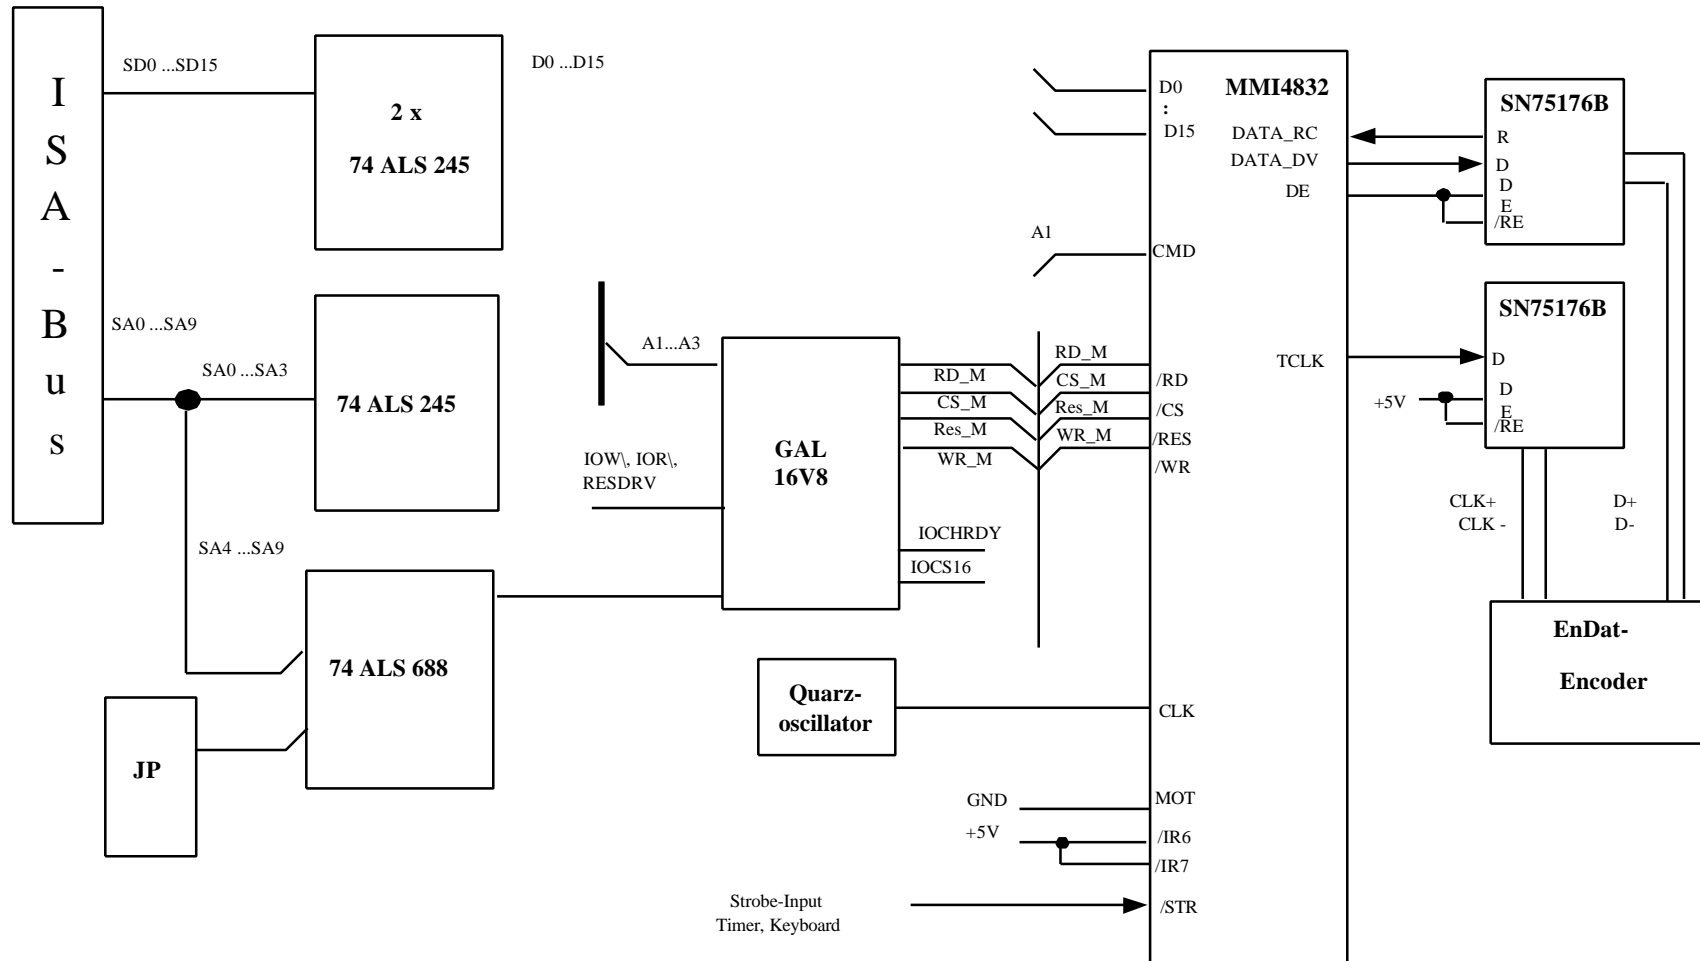 I
S
A
-
B
u
s
SD0 ...SD15
2 x
74 ALS 245
D0 ...D15
SA0 ...SA9
SA0 ...SA3
74 ALS 245
SA4 ...SA9
74 ALS 688
JP
A1...A3
IOW\, IOR\,
RESDRV
GAL
16V8
RD_M
CS_M
Res_M
WR_M
IOCHRDY
IOCS16
Quarz-
oscillator
A1
RD_M
CS_M
Res_M
WR_M
GND
+5V
Strobe-Input
Timer, Keyboard
MMI4832
D0
:
D15
CMD
/RD
/CS
/RES
/WR
CLK
MOT
/IR6
/IR7
/STR
DATA_RC
DATA_DV
DE
TCLK
SN75176B
R
D
D
E
/RE
SN75176B
D
D
E
/RE
+5V
CLK+
CLK -
D+
D-
EnDat-
Encoder